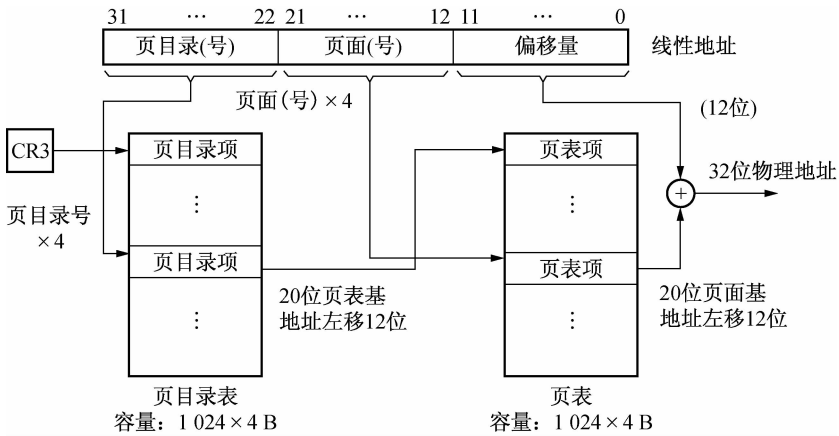 31 … 22 21 … 12 11 … 0
页目录(号) 页面(号) 偏移量 线性地址
页面(号)×4
(12位)
CR3
页目录项
页表项
32位物理地址
+
⋮
⋮
页目录号
×4
页目录项
页表项
20位页表基
地址左移12位
20位页面基
地址左移12位
⋮
⋮
页目录表
容量：1 024×4 B
页表
容量：1 024×4 B